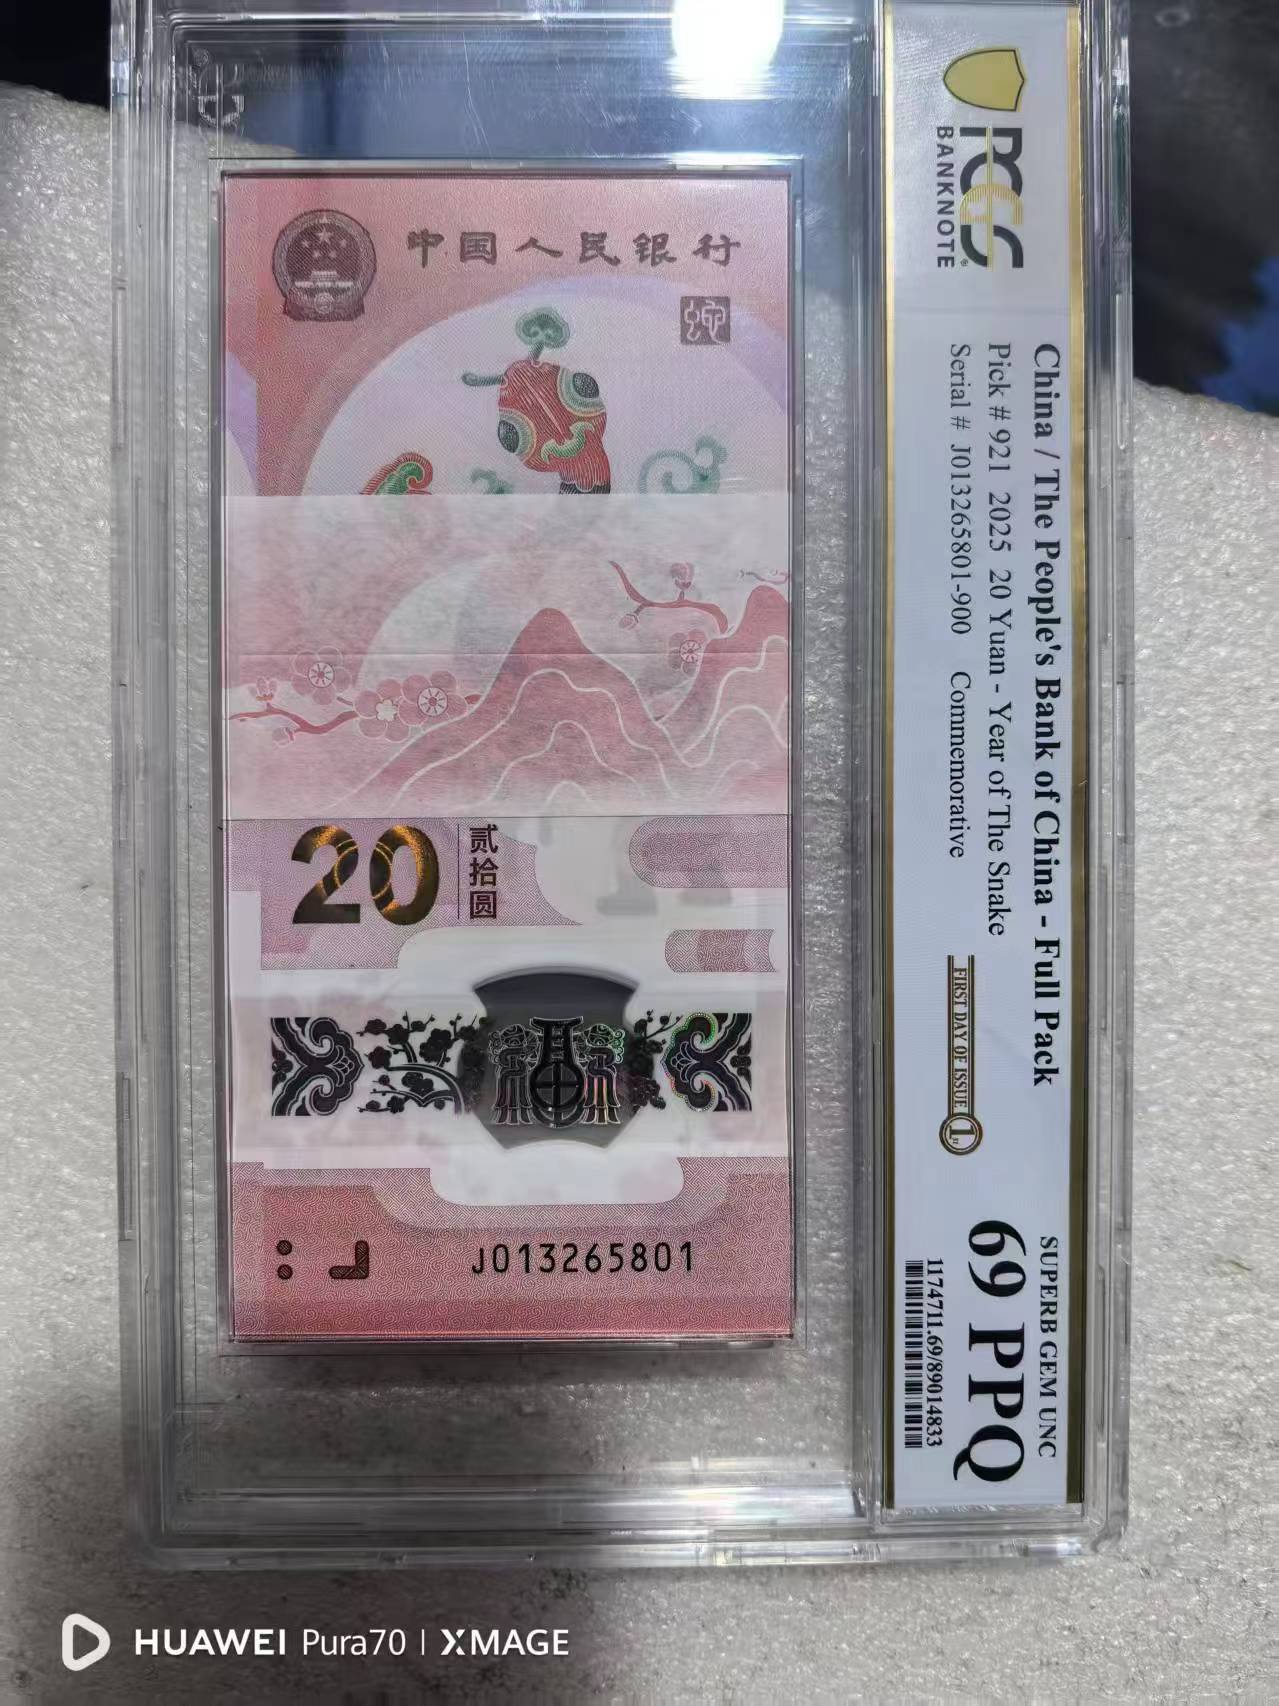 中国人民银行
20
贰拾圆
J013265801
PCGS
BANKNOTE
China / The People's Bank of China - Full Pack
Pick # 921 2025 20 Yuan - Year of The Snake
Serial # J013265801-900 Commemorative
FIRST DAY OF ISSUE 1st
SUPERB GEM UNC
69 PPQ
1174711.69/89014833
HUAWEI Pura70 | XMAGE